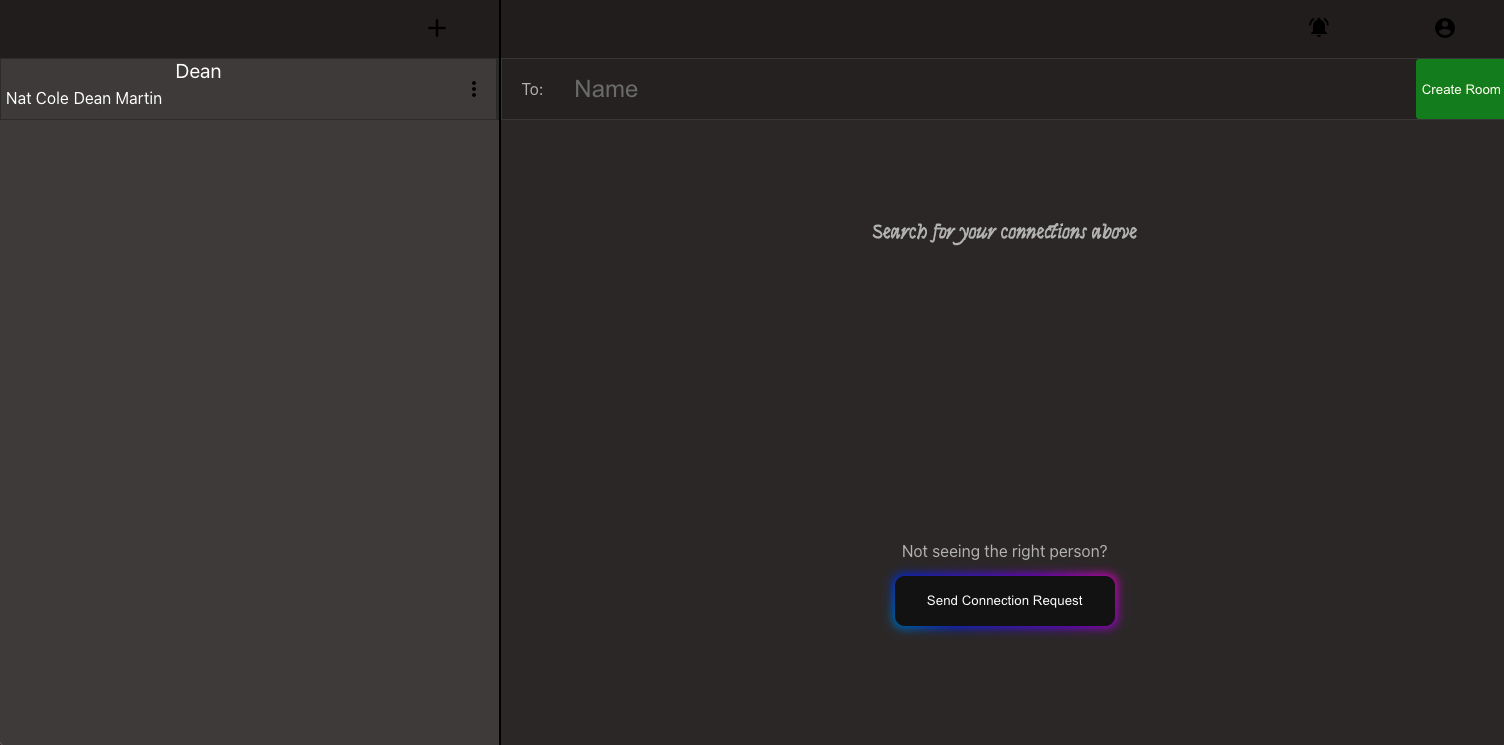 Dean
Nat Cole Dean Martin
To: Name
Create Room
Search for your connections above
Not seeing the right person?
Send Connection Request